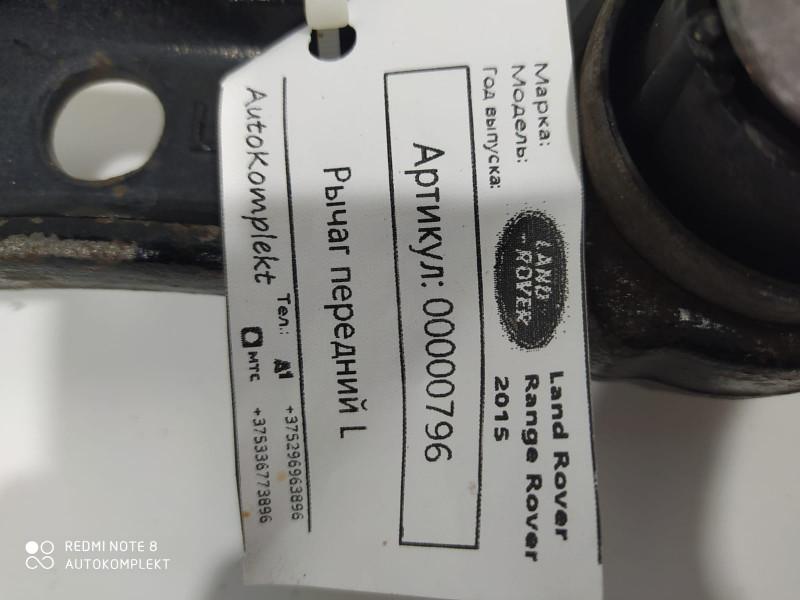 Марка: Land Rover
Модель: Range Rover
Год выпуска: 2015
LAND
ROVER
Артикул: 00000796
Рычаг передний L
AutoKomplekt
Тел.: A1 +375296963896
МТС +375336773896
REDMI NOTE 8
AUTOKOMPLEKT